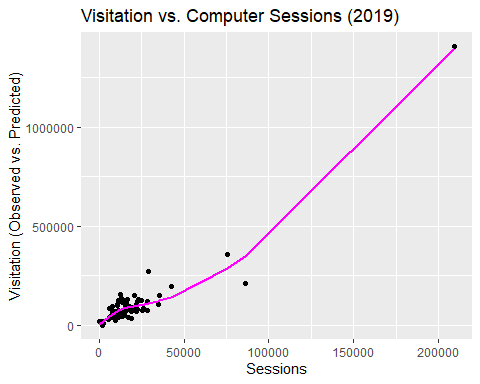 Visitation vs. Computer Sessions (2019)
Visitation (Observed vs. Predicted)
1000000
500000
0
0 50000 100000 150000 200000
Sessions